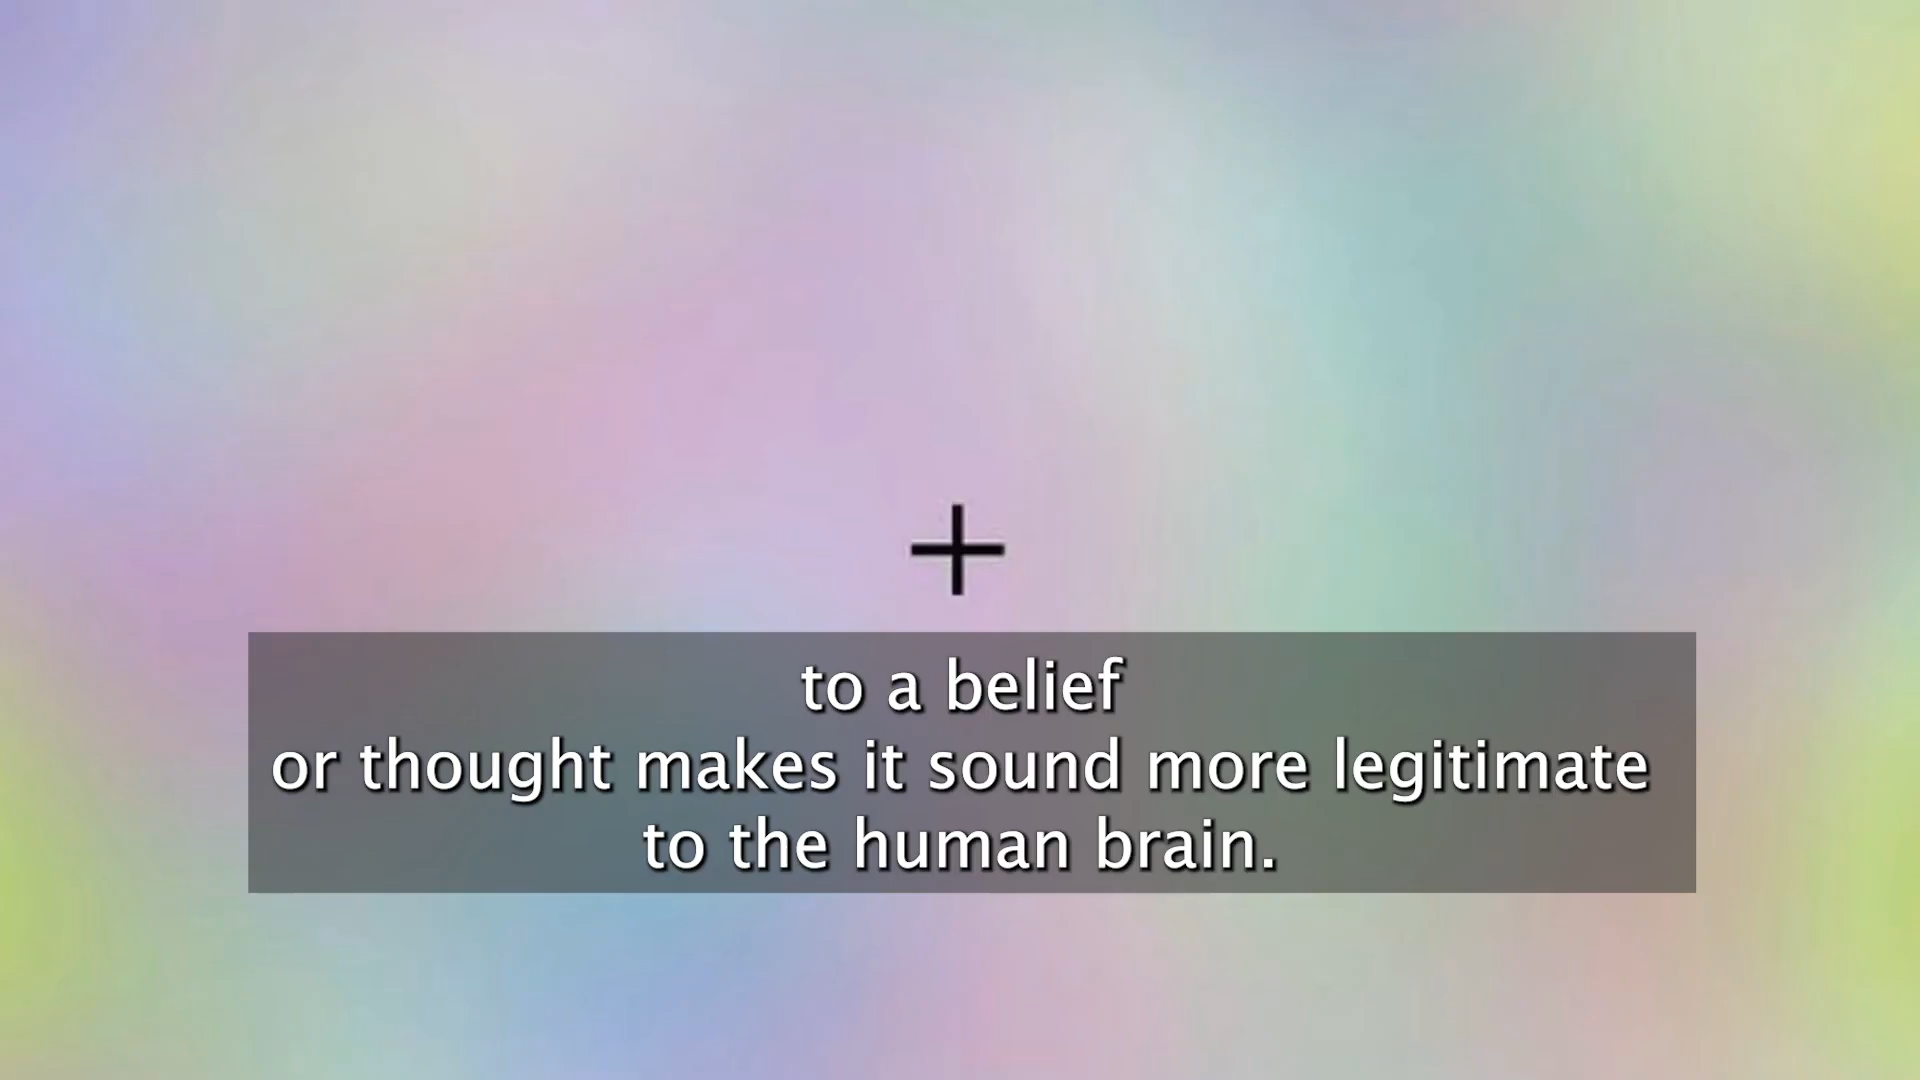 to a belief
or thought makes it sound more legitimate
to the human brain.